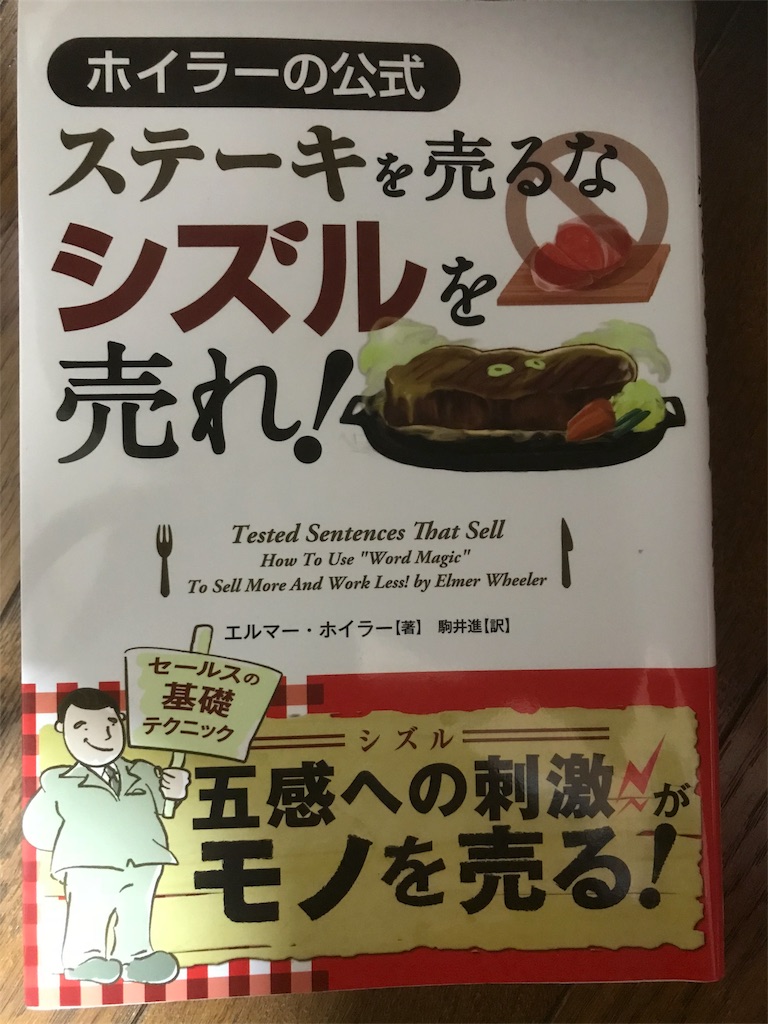 ホイラーの公式
ステーキを売るな
シズルを
売れ!
Tested Sentences That Sell
How To Use "Word Magic"
To Sell More And Work Less! by Elmer Wheeler
エルマー・ホイラー【著】 駒井進【訳】
セールスの
基礎
テクニック
シズル
五感への刺激が
モノを売る!